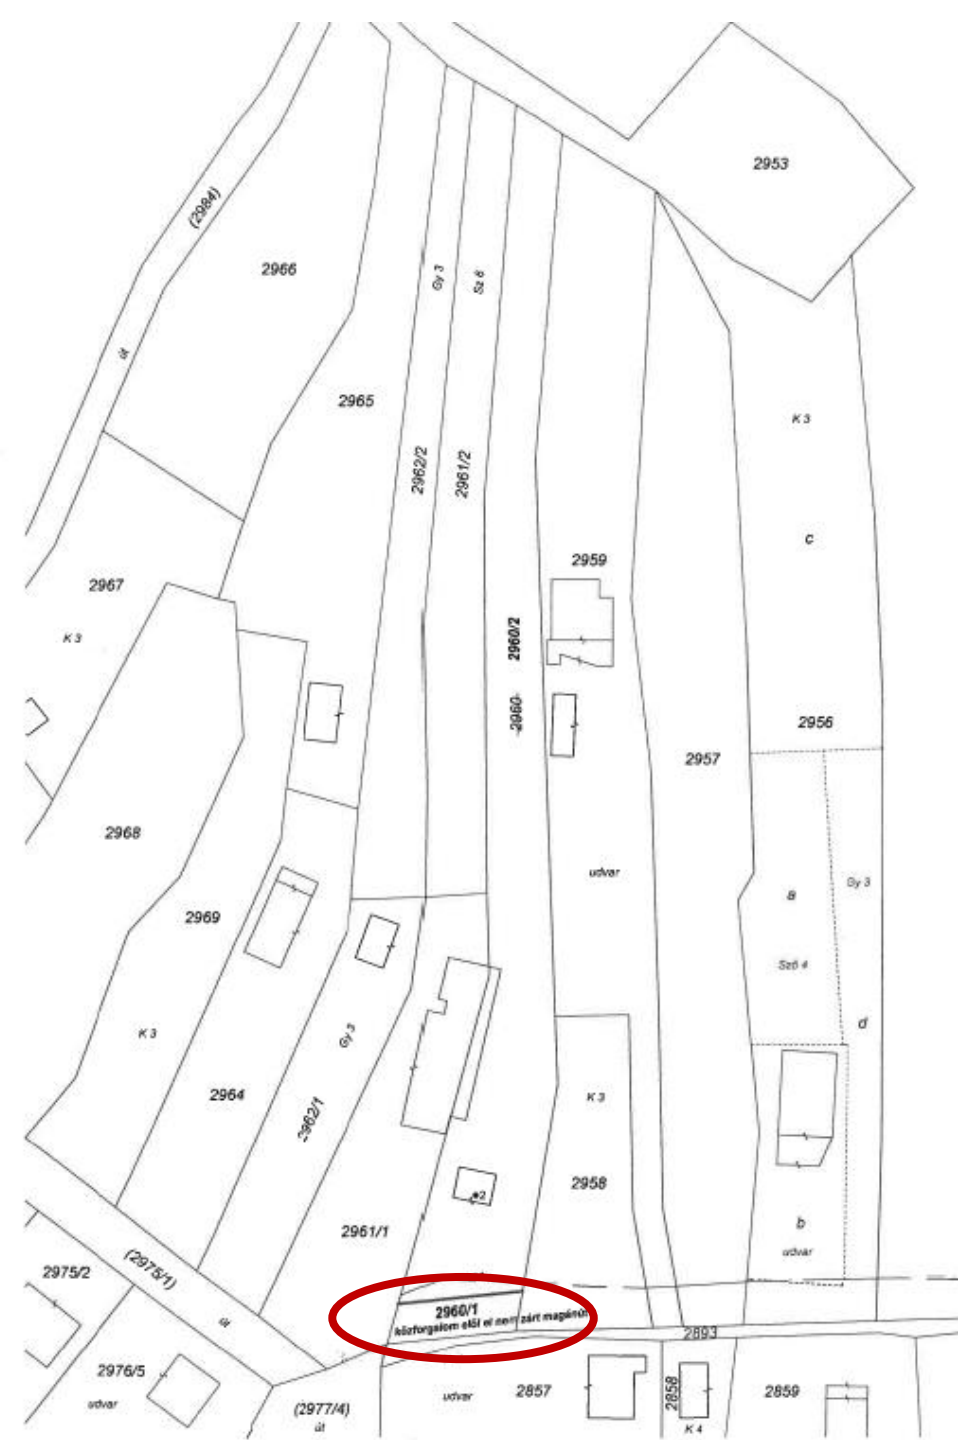 2953
(2984)
2966
Gy 3
Sz 6
út
2965
K 3
2962/2
2961/2
c
2959
2967
2960/2
K 3
2960
2956
2957
2968
udvar
a
Gy 3
2969
Sző 4
d
K 3
Gy 3
2964
K 3
2962/1
2958
2961/1
b
udvar
(2975/1)
2975/2
2960/1
közforgalom elől el nem zárt magánút
út
2893
2976/5
udvar
(2977/4)
út
udvar
2857
2858
K 4
2859